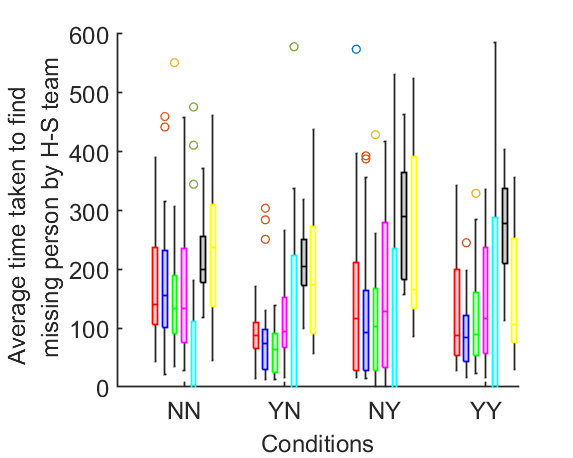 Average time taken to find
missing person by H-S team
600
500
400
300
200
100
0
NN YN NY YY
Conditions